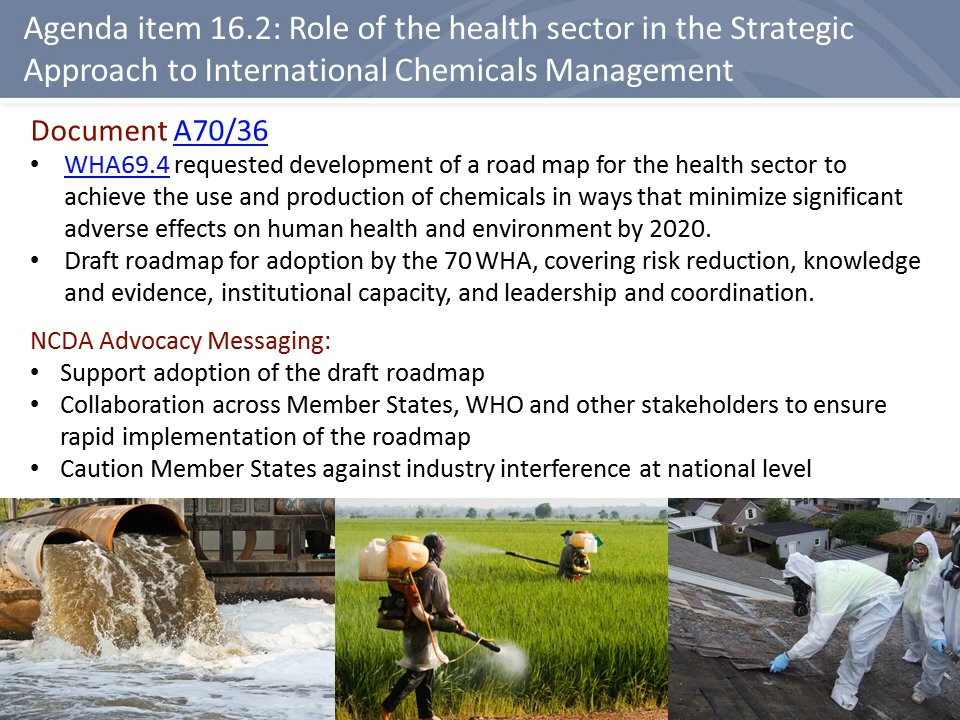 Agenda item 16.2: Role of the health sector in the Strategic
Approach to International Chemicals Management
Document A70/36
• WHA69.4 requested development of a road map for the health sector to
achieve the use and production of chemicals in ways that minimize significant
adverse effects on human health and environment by 2020.
• Draft roadmap for adoption by the 70 WHA, covering risk reduction, knowledge
and evidence, institutional capacity, and leadership and coordination.
NCDA Advocacy Messaging:
• Support adoption of the draft roadmap
• Collaboration across Member States, WHO and other stakeholders to ensure
rapid implementation of the roadmap
• Caution Member States against industry interference at national level